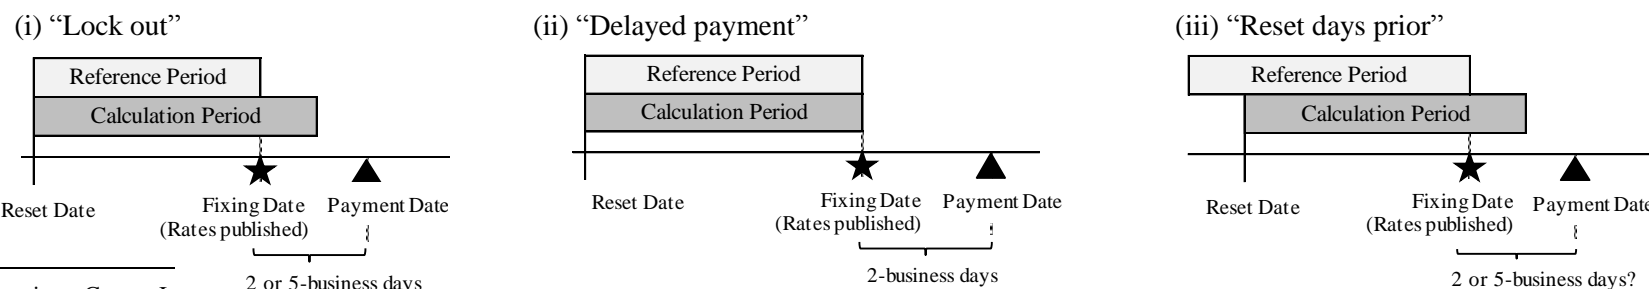 (i) “Lock out”
Reference Period
Calculation Period
Reset Date
Fixing Date
(Rates published)
Payment Date
2 or 5-business days
(ii) “Delayed payment”
Reference Period
Calculation Period
Reset Date
Fixing Date
(Rates published)
Payment Date
2-business days
(iii) “Reset days prior”
Reference Period
Calculation Period
Reset Date
Fixing Date
(Rates published)
Payment Date
2 or 5-business days?